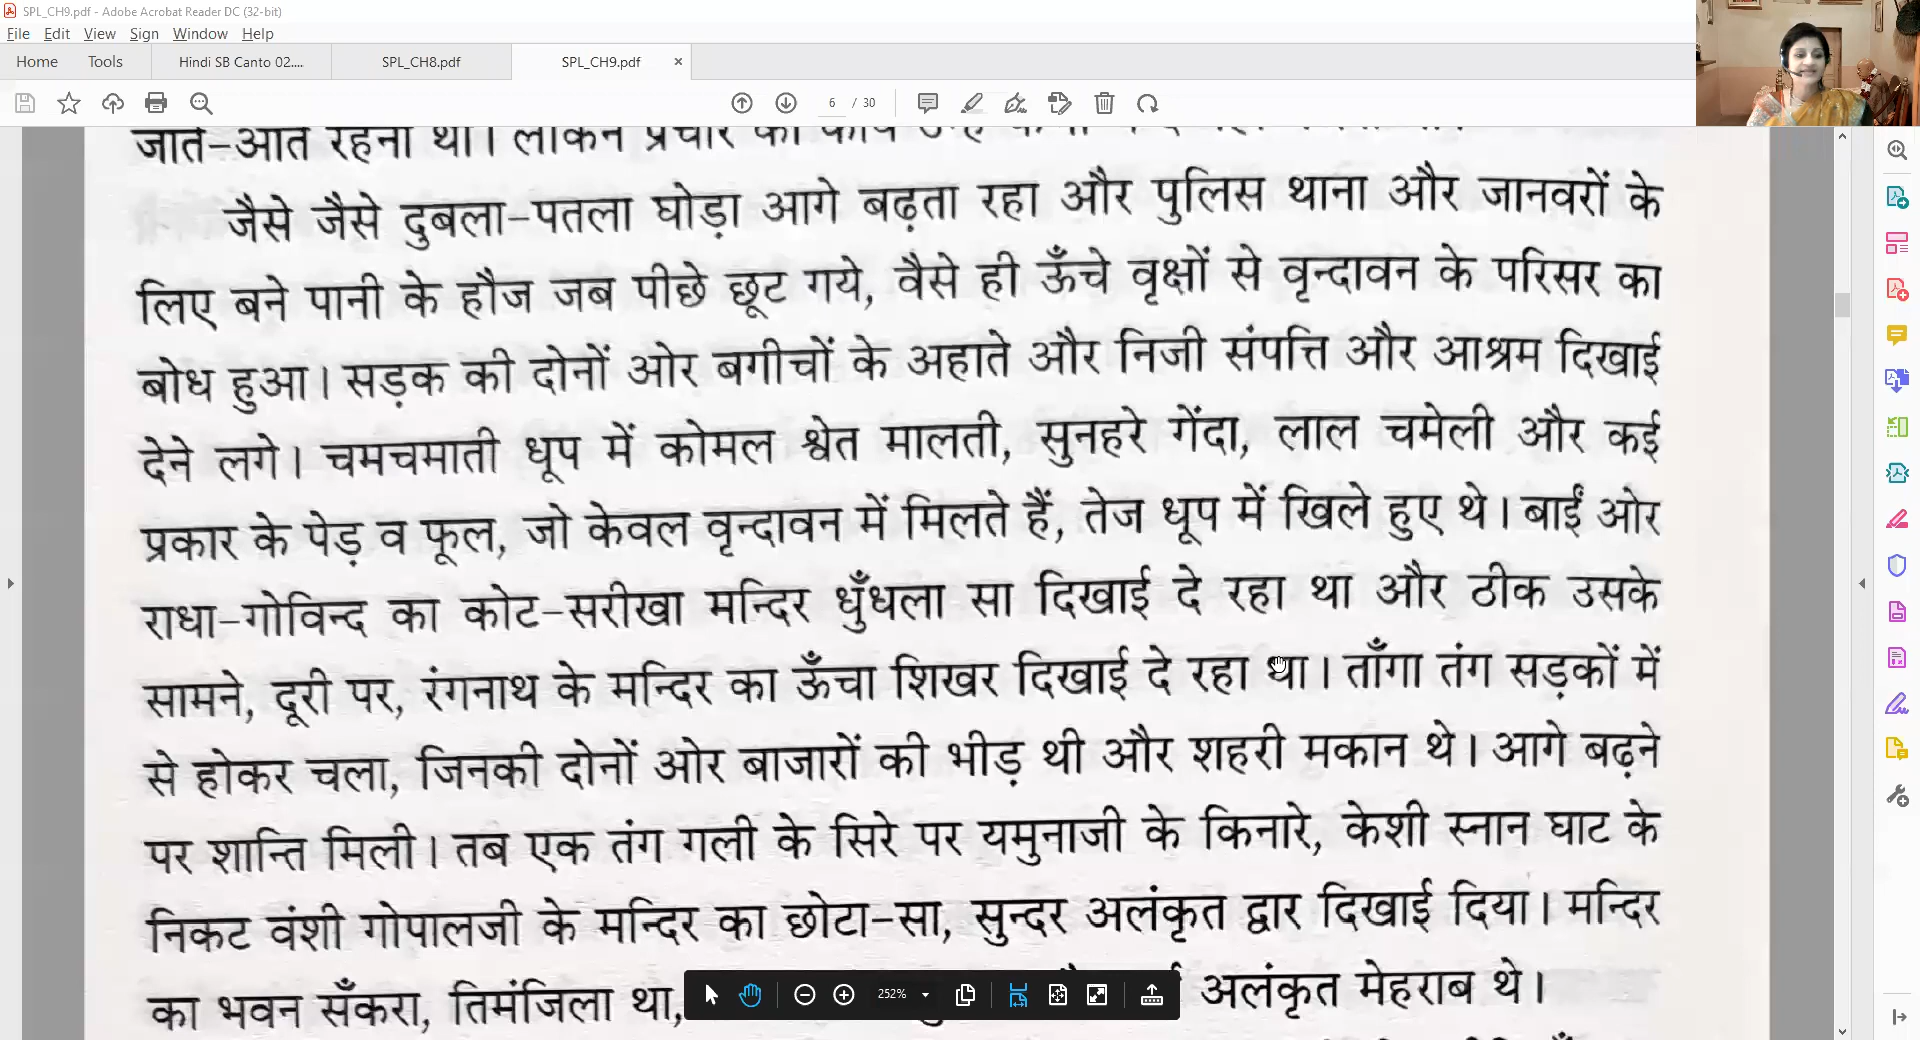 SPL_CH9.pdf - Adobe Acrobat Reader DC (32-bit)
File Edit View Sign Window Help
Home Tools Hindi SB Canto 02.... SPL_CH8.pdf SPL_CH9.pdf ×
6 / 30
जाते-आते रहना था। लेकिन प्रचार का कार्य
जैसे जैसे दुबला-पतला घोड़ा आगे बढ़ता रहा और पुलिस थाना और जानवरों के
लिए बने पानी के हौज जब पीछे छूट गये, वैसे ही ऊँचे वृक्षों से वृन्दावन के परिसर का
बोध हुआ। सड़क की दोनों ओर बगीचों के अहाते और निजी संपत्ति और आश्रम दिखाई
देने लगे। चमचमाती धूप में कोमल श्वेत मालती, सुनहरे गेंदा, लाल चमेली और कई
प्रकार के पेड़ व फूल, जो केवल वृन्दावन में मिलते हैं, तेज धूप में खिले हुए थे। बाईं ओर
राधा-गोविन्द का कोट-सरीखा मन्दिर धुँधला सा दिखाई दे रहा था और ठीक उसके
सामने, दूरी पर, रंगनाथ के मन्दिर का ऊँचा शिखर दिखाई दे रहा था। ताँगा तंग सड़कों में
से होकर चला, जिनकी दोनों ओर बाजारों की भीड़ थी और शहरी मकान थे। आगे बढ़ने
पर शान्ति मिली। तब एक तंग गली के सिरे पर यमुनाजी के किनारे, केशी स्नान घाट के
निकट वंशी गोपालजी के मन्दिर का छोटा-सा, सुन्दर अलंकृत द्वार दिखाई दिया। मन्दिर
का भवन सँकरा, तिमंजिला था, अलंकृत मेहराब थे।
252%